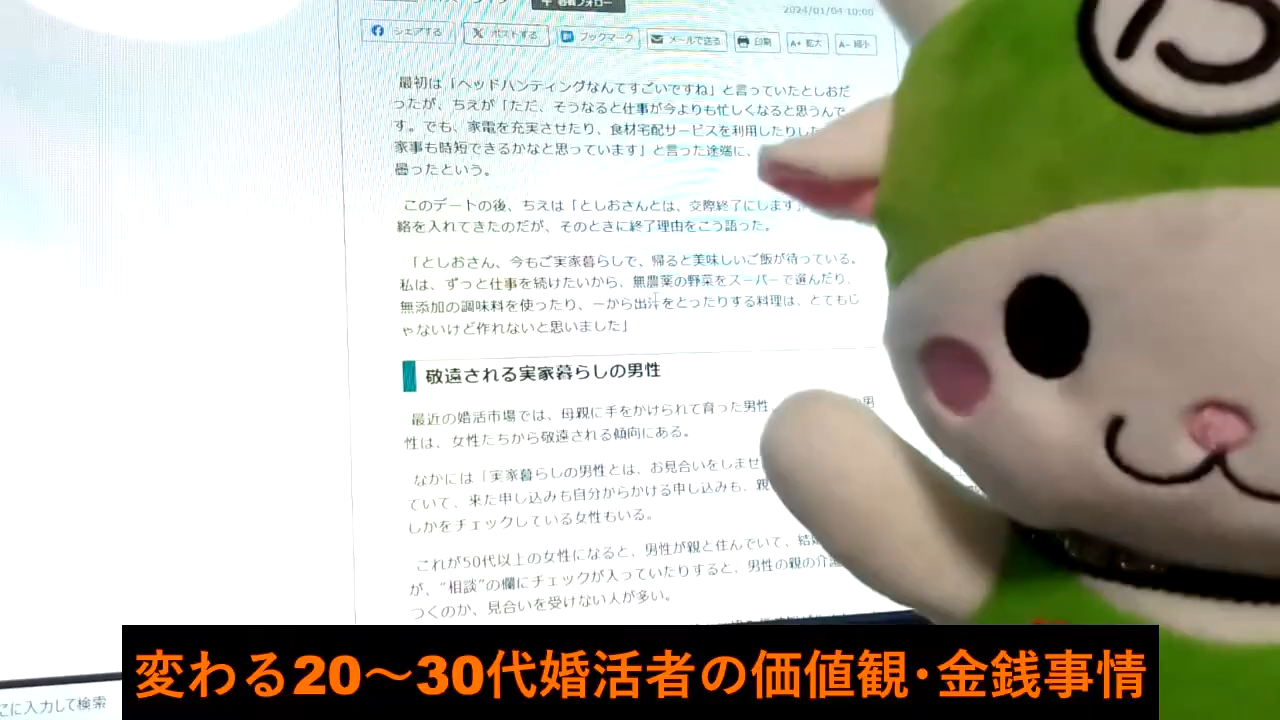 2024/01/04 10:00
シェアする ポストする ブックマーク メールで送る 印刷 A+ 拡大 A- 縮小
最初は「ヘッドハンティングなんてすごいですね」と言っていたとしおだ
ったが、ちえが「ただ、そうなると仕事が今よりも忙しくなると思うんで
す。でも、家電を充実させたり、食材宅配サービスを利用したりし
家事も時短できるかなと思っています」と言った途端に、
曇ったという。
このデートの後、ちえは「としおさんとは、交際終了にします」
絡を入れてきたのだが、そのときに終了理由をこう語った。
「としおさん、今もご実家暮らしで、帰ると美味しいご飯が待っている。
私は、ずっと仕事を続けたいから、無農薬の野菜をスーパーで選んだり、
無添加の調味料を使ったり、一から出汁をとったりする料理は、とてもじ
ゃないけど作れないと思いました」
敬遠される実家暮らしの男性
最近の婚活市場では、母親に手をかけられて育った男性、 男
性は、女性たちから敬遠される傾向にある。
なかには「実家暮らしの男性とは、お見合いをしませ
ていて、来た申し込みも自分からかける申し込みも、親
しかをチェックしている女性もいる。
これが50代以上の女性になると、男性が親と住んでいて、結
が、“相談”の欄にチェックが入っていたりすると、男性の親の介
つくのか、見合いを受けない人が多い。
に入力して検索
変わる20～30代婚活者の価値観・金銭事情